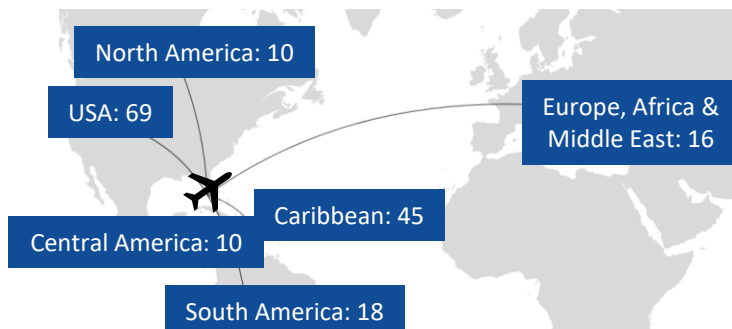 North America: 10
USA: 69
Europe, Africa &
Middle East: 16
Caribbean: 45
Central America: 10
South America: 18